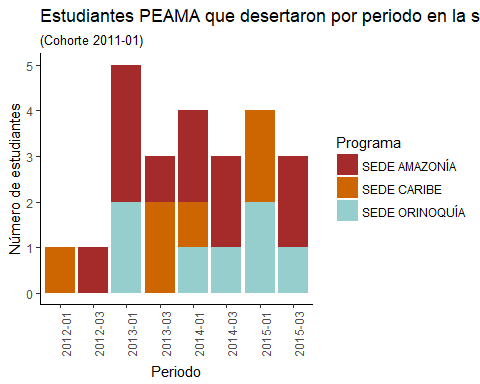 Estudiantes PEAMA que desertaron por periodo en la s
(Cohorte 2011-01)
Número de estudiantes
5
4
3
2
1
0
2012-01
2012-03
2013-01
2013-03
2014-01
2014-03
2015-01
2015-03
Periodo
Programa
SEDE AMAZONÍA
SEDE CARIBE
SEDE ORINOQUÍA